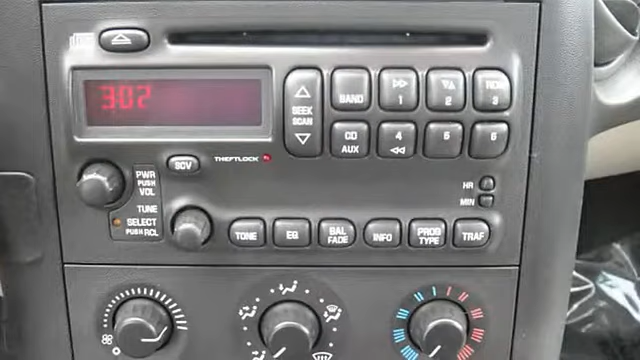 302
SEEK
SCAN
BAND
1
2
RDM
3
CD
AUX
4
5
6
SCV
THEFTLOCK
PWR
PUSH
VOL
TUNE
SELECT
PUSH RCL
HR
MIN
TONE
EQ
BAL
FADE
INFO
PROG
TYPE
TRAF